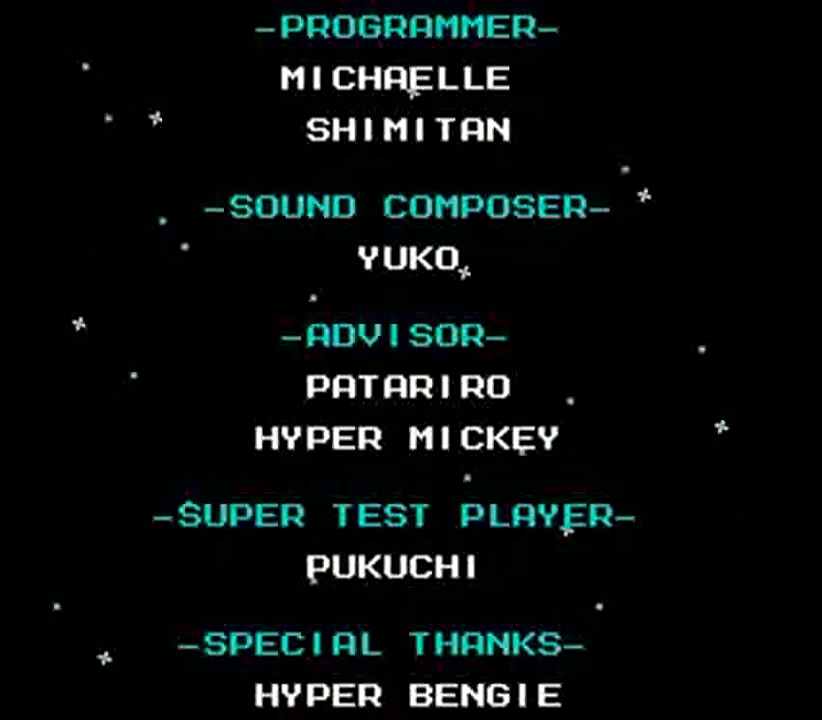 -PROGRAMMER-
MICHAELLE
SHIMITAN
-SOUND COMPOSER-
YUKO
-ADVISOR-
PATARIRO
HYPER MICKEY
-SUPER TEST PLAYER-
PUKUCHI
-SPECIAL THANKS-
HYPER BENGIE